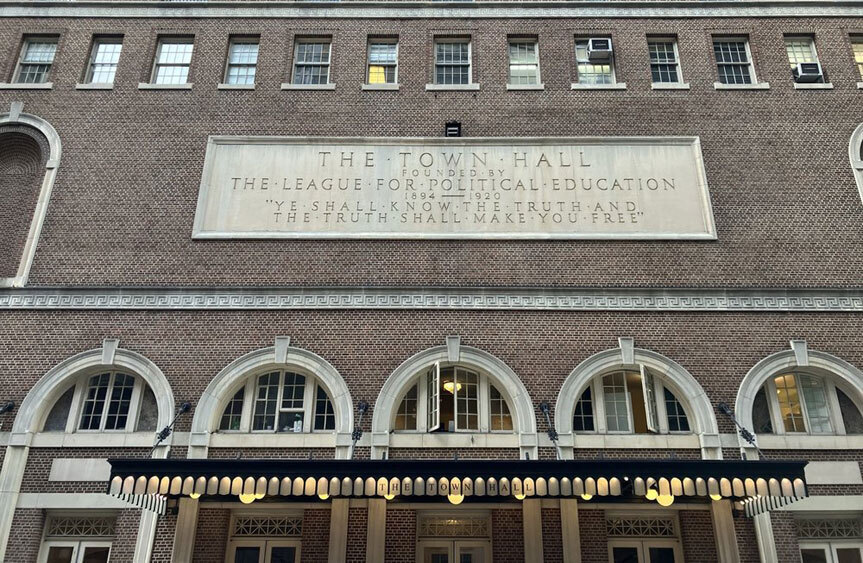 THE · TOWN · HALL
FOUNDED · BY
THE · LEAGUE · FOR · POLITICAL · EDUCATION
1894 — 1920
"YE · SHALL · KNOW · THE · TRUTH · AND
THE · TRUTH · SHALL · MAKE · YOU · FREE"
THE TOWN HALL